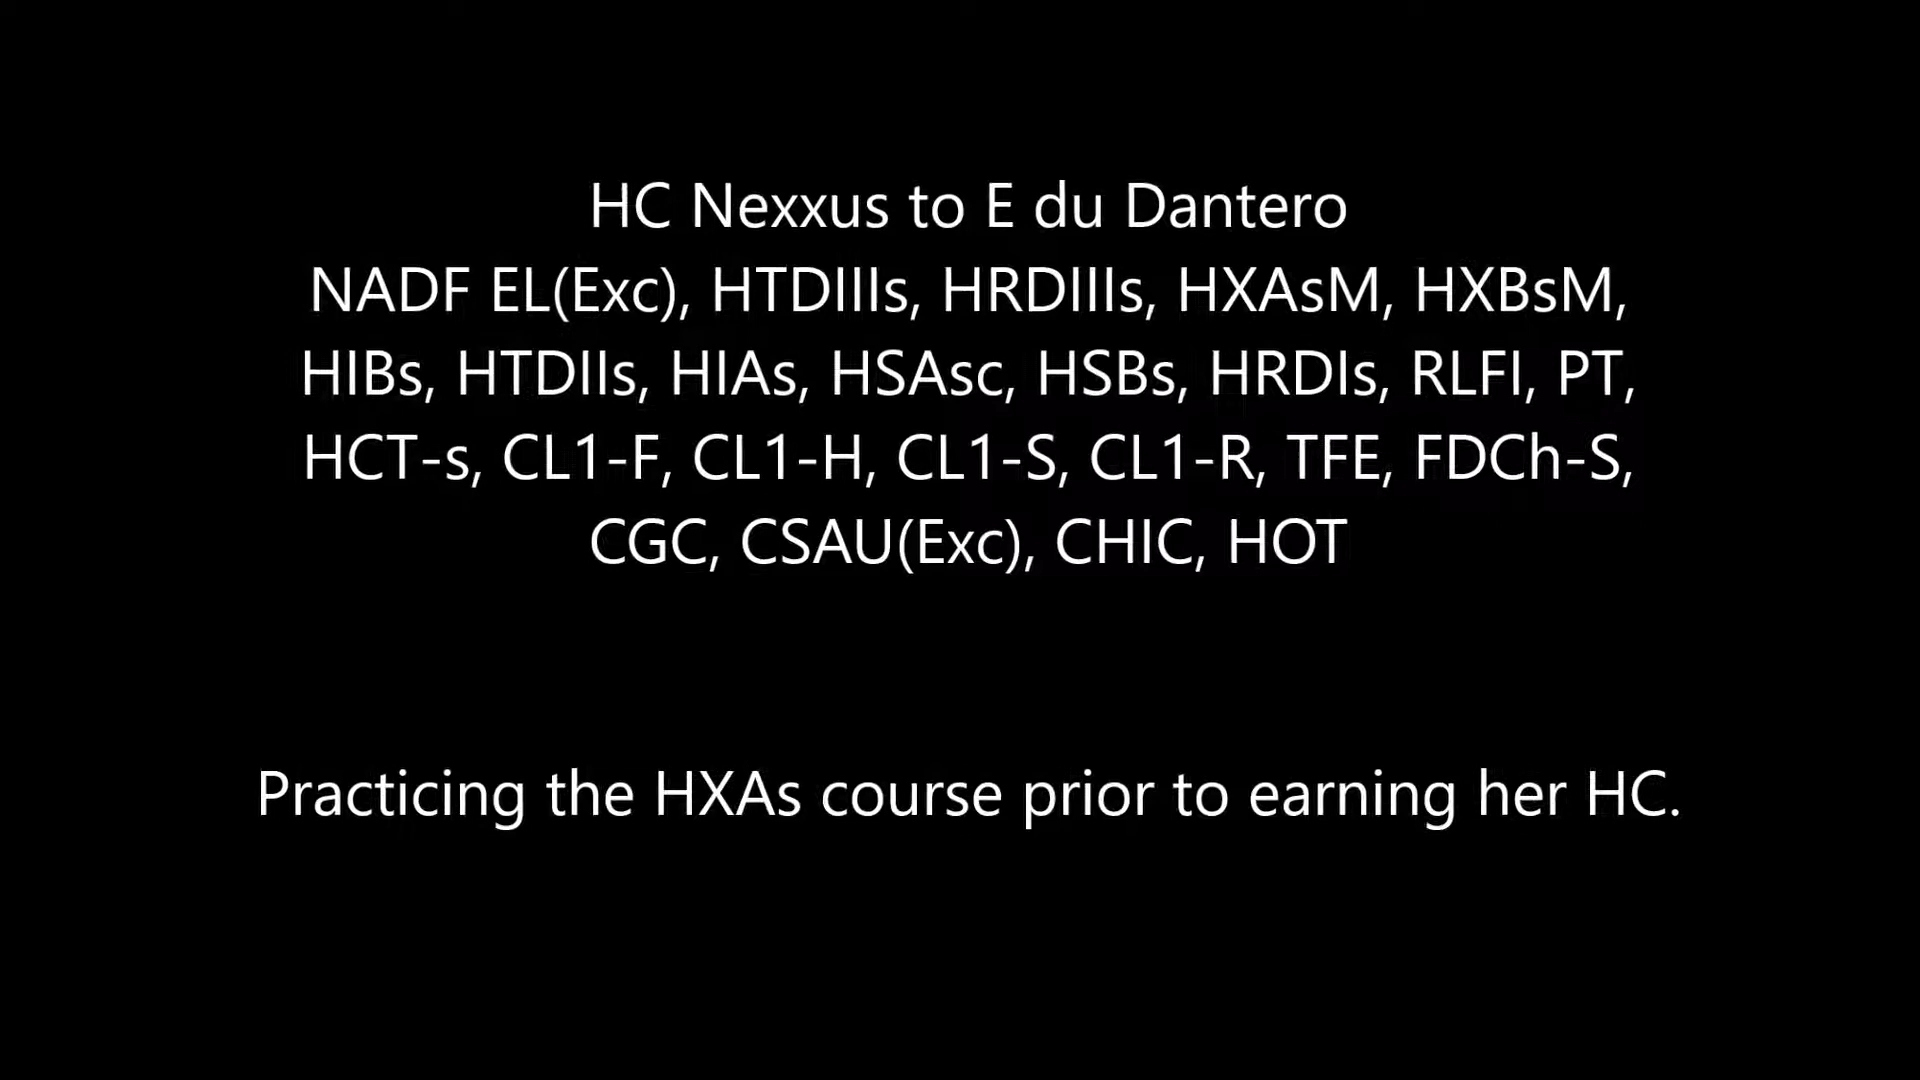 HC Nexxus to E du Dantero
NADF EL(Exc), HTDIIIs, HRDIIIs, HXAsM, HXBsM,
HIBs, HTDIIs, HIAs, HSAsc, HSBs, HRDIs, RLFI, PT,
HCT-s, CL1-F, CL1-H, CL1-S, CL1-R, TFE, FDCh-S,
CGC, CSAU(Exc), CHIC, HOT
Practicing the HXAs course prior to earning her HC.